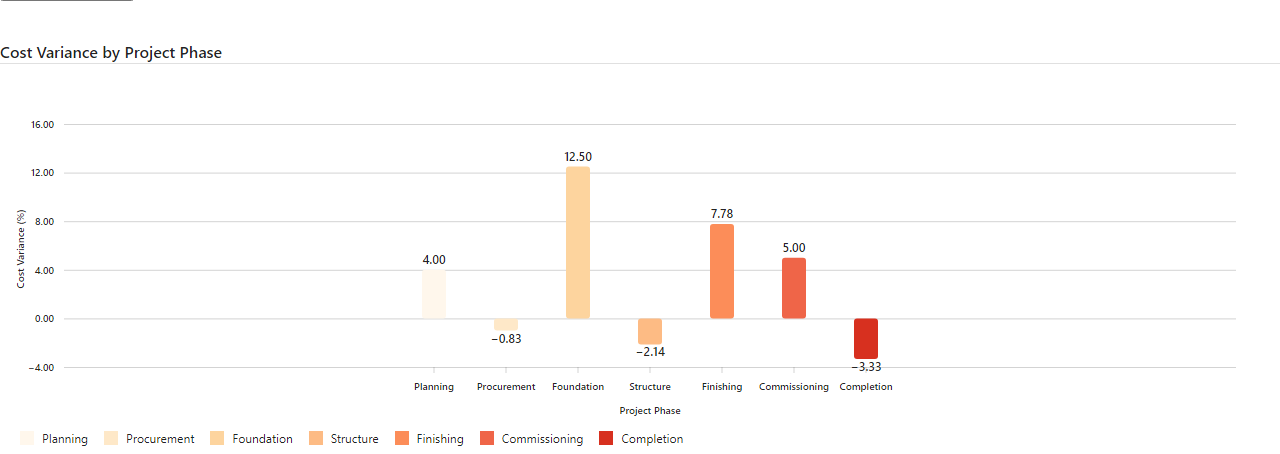 Cost Variance by Project Phase
16.00
12.00
8.00
4.00
0.00
−4.00
Cost Variance (%)
4.00
−0.83
12.50
−2.14
7.78
5.00
−3.33
Planning Procurement Foundation Structure Finishing Commissioning Completion
Project Phase
Planning Procurement Foundation Structure Finishing Commissioning Completion